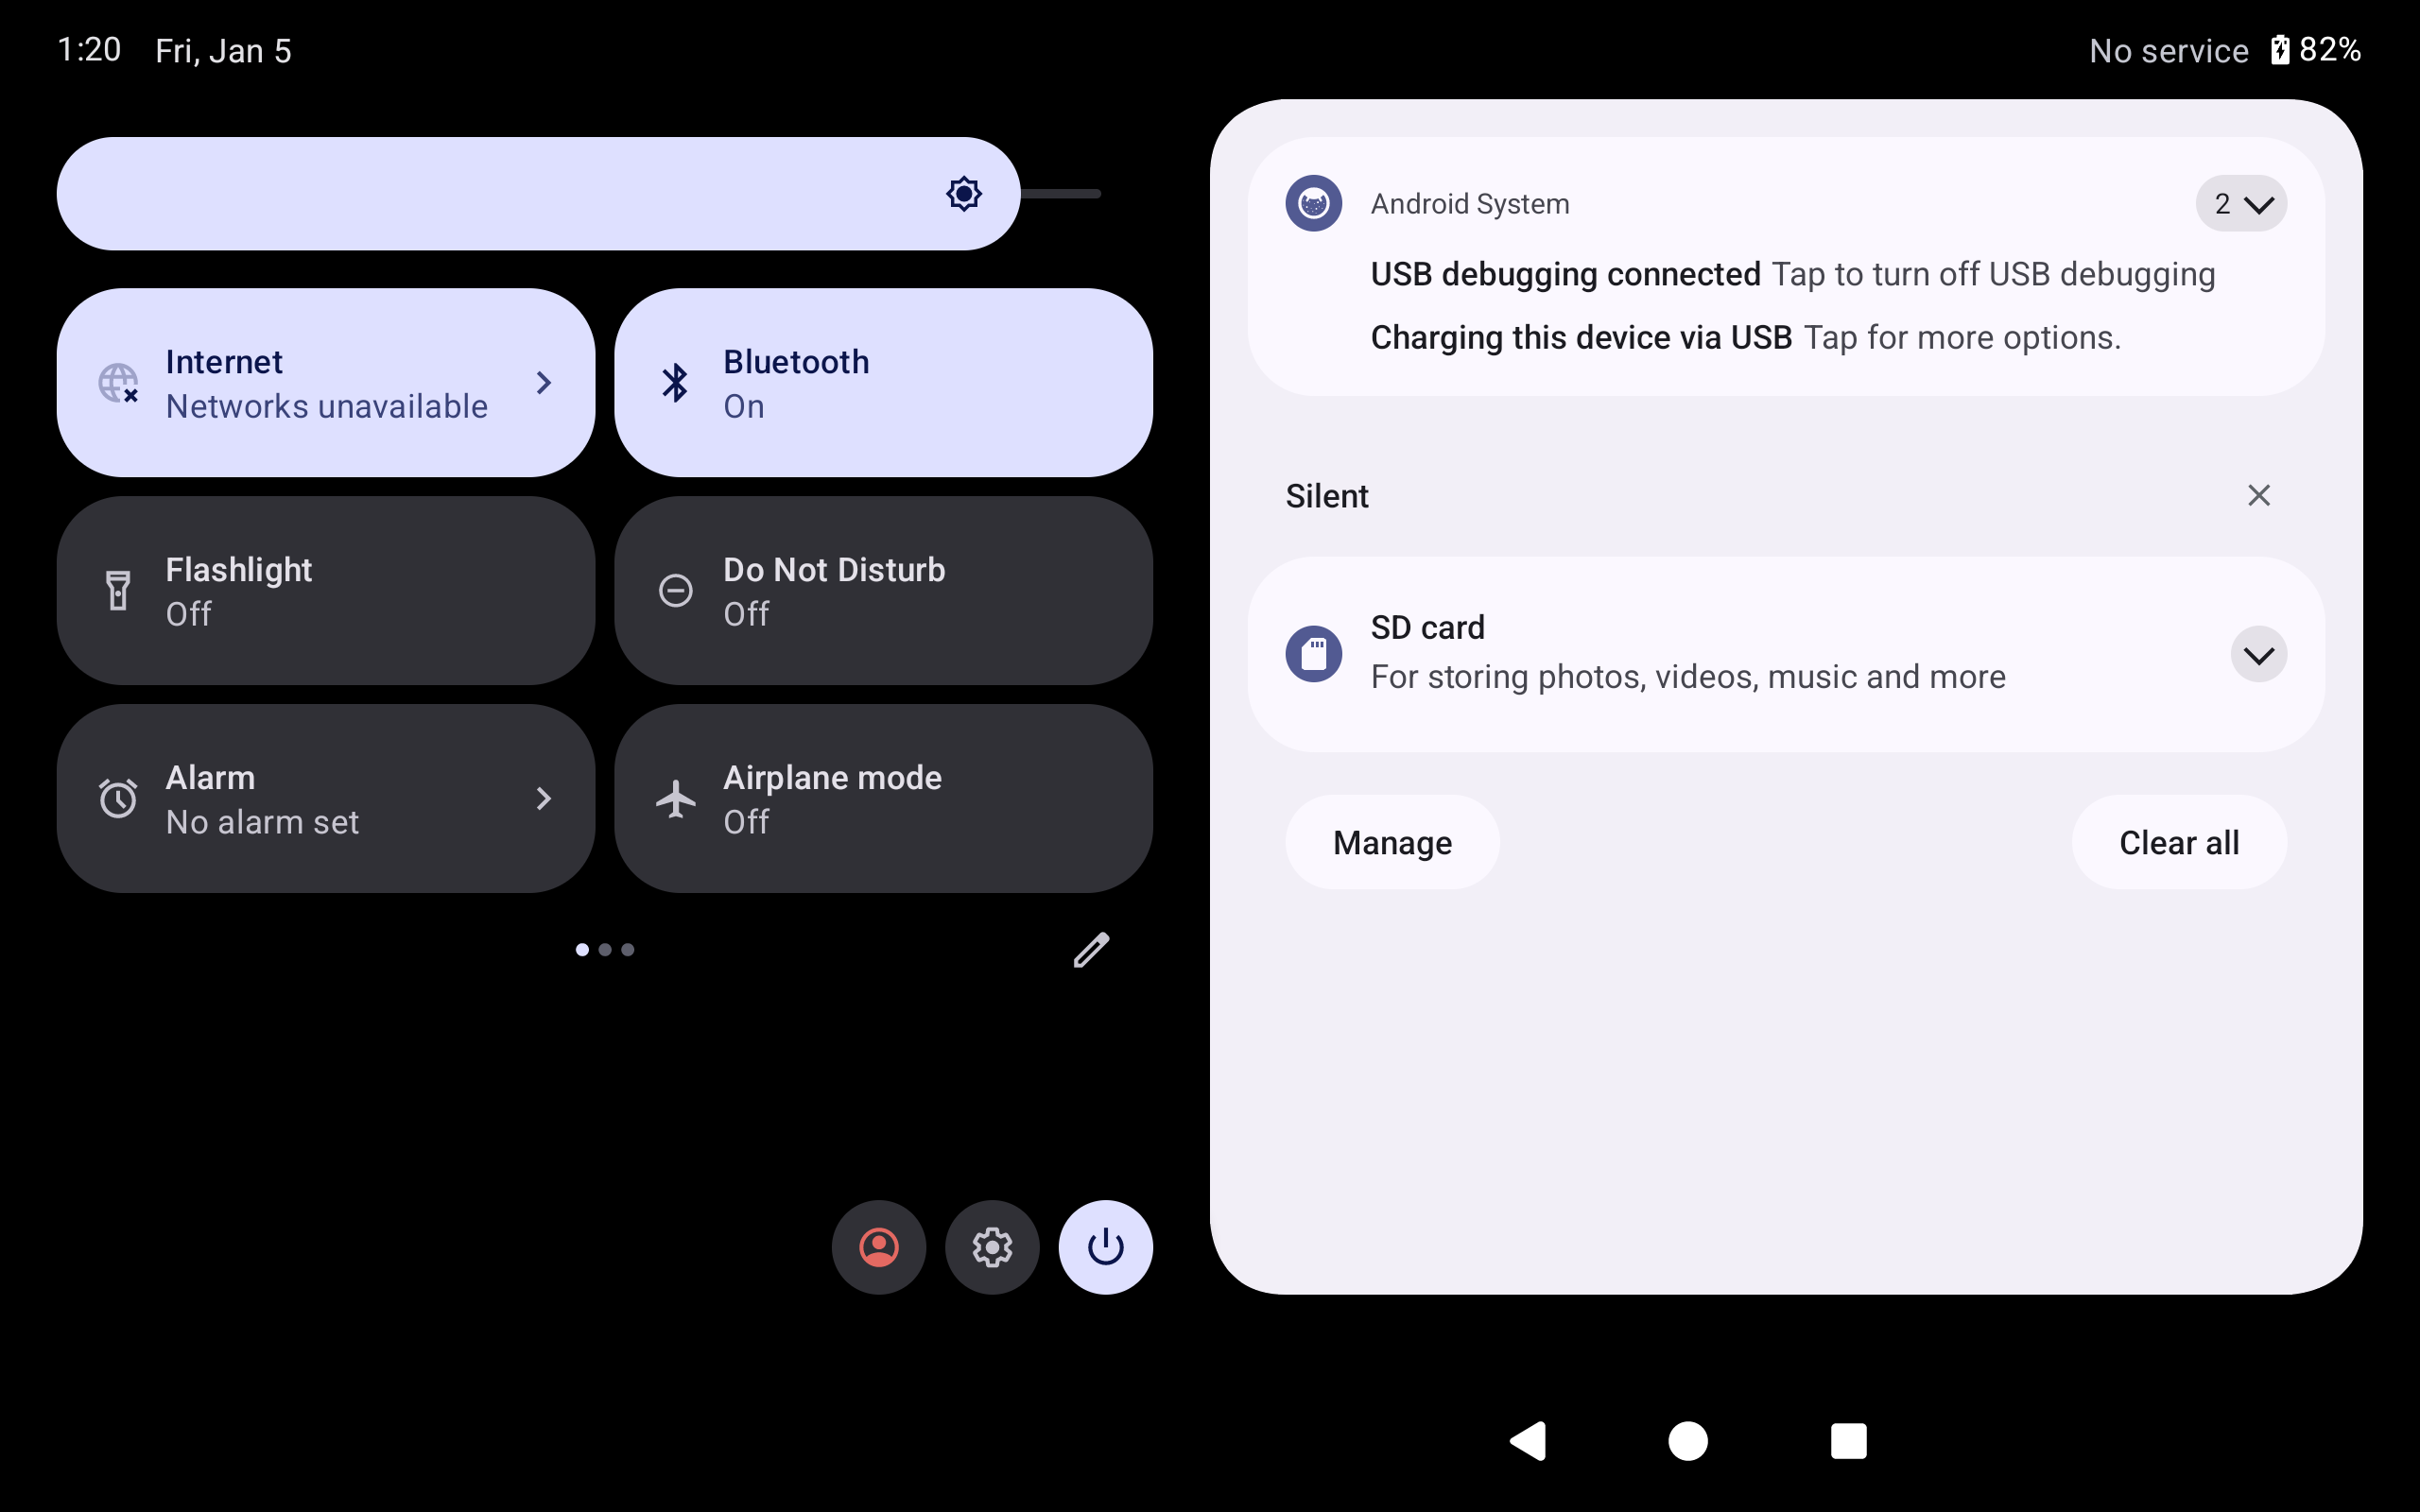 1:20 Fri, Jan 5
No service 82%
Internet
Networks unavailable
Bluetooth
On
Flashlight
Off
Do Not Disturb
Off
Alarm
No alarm set
Airplane mode
Off
Android System
2
USB debugging connected Tap to turn off USB debugging
Charging this device via USB Tap for more options.
Silent
SD card
For storing photos, videos, music and more
Manage
Clear all